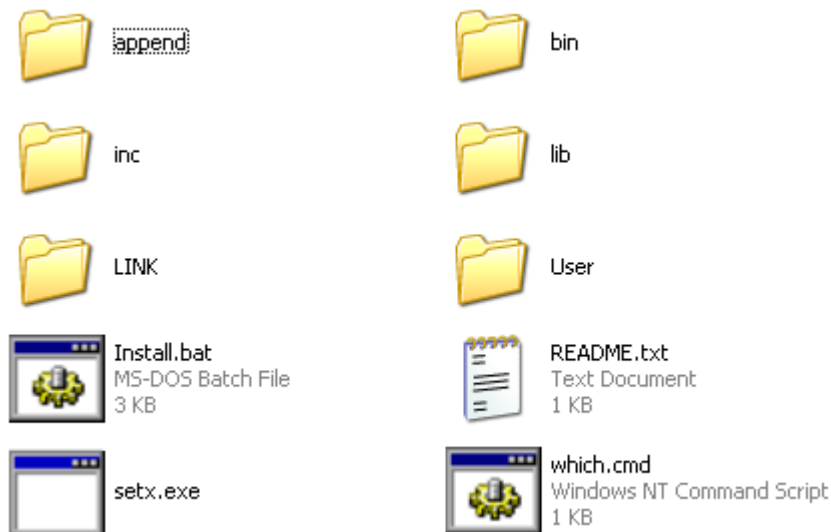 append
bin
inc
lib
LINK
User
Install.bat
MS-DOS Batch File
3 KB
README.txt
Text Document
1 KB
setx.exe
which.cmd
Windows NT Command Script
1 KB